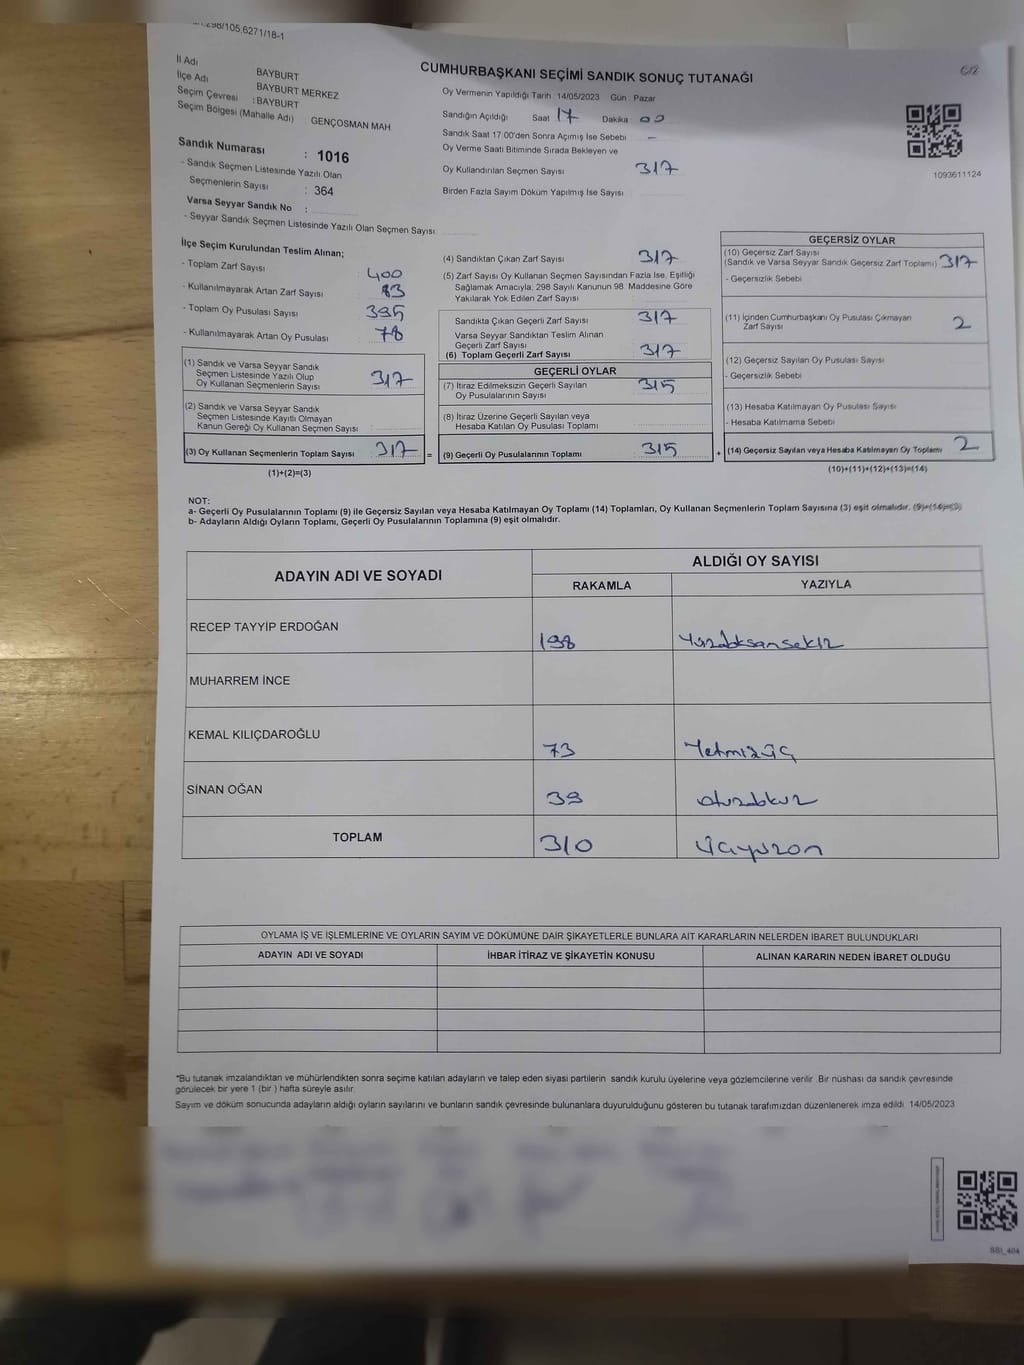 298/105,6271/18-1
6/2
CUMHURBAŞKANI SEÇİMİ SANDIK SONUÇ TUTANAĞI
İl Adı BAYBURT
İlçe Adı BAYBURT MERKEZ
Seçim Çevresi : BAYBURT
Seçim Bölgesi (Mahalle Adı) GENÇOSMAN MAH.
Sandık Numarası : 1016
- Sandık Seçmen Listesinde Yazılı Olan
Seçmenlerin Sayısı : 364
Varsa Seyyar Sandık No :
- Seyyar Sandık Seçmen Listesinde Yazılı Olan Seçmen Sayısı
Oy Vermenin Yapıldığı Tarih : 14/05/2023 Gün : Pazar
Sandığın Açıldığı Saat 17 Dakika 00
Sandık Saat 17:00'den Sonra Açımış İse Sebebi : -
Oy Verme Saati Bitiminde Sırada Bekleyen ve
Oy Kullandırılan Seçmen Sayısı 317
Birden Fazla Sayım Döküm Yapılmış İse Sayısı
1093611124
İlçe Seçim Kurulundan Teslim Alınan;
- Toplam Zarf Sayısı : 400
- Kullanılmayarak Artan Zarf Sayısı : 83
- Toplam Oy Pusulası Sayısı : 395
- Kullanılmayarak Artan Oy Pusulası : 78
(1) Sandık ve Varsa Seyyar Sandık
Seçmen Listesinde Yazılı Olup
Oy Kullanan Seçmenlerin Sayısı 317
(2) Sandık ve Varsa Seyyar Sandık
Seçmen Listesinde Kayıtlı Olmayan
Kanun Gereği Oy Kullanan Seçmen Sayısı
(3) Oy Kullanan Seçmenlerin Toplam Sayısı : 317 =
(1)+(2)=(3)
(4) Sandıktan Çıkan Zarf Sayısı : 317
(5) Zarf Sayısı Oy Kullanan Seçmen Sayısından Fazla İse, Eşitliği
Sağlamak Amacıyla; 298 Sayılı Kanunun 98. Maddesine Göre
Yakılarak Yok Edilen Zarf Sayısı
Sandıkta Çıkan Geçerli Zarf Sayısı : 317
Varsa Seyyar Sandıktan Teslim Alınan
Geçerli Zarf Sayısı
(6) Toplam Geçerli Zarf Sayısı : 317
GEÇERLİ OYLAR
(7) İtiraz Edilmeksizin Geçerli Sayılan
Oy Pusulalarının Sayısı : 315
(8) İtiraz Üzerine Geçerli Sayılan veya
Hesaba Katılan Oy Pusulası Toplamı
(9) Geçerli Oy Pusulalarının Toplamı : 315 +
GEÇERSİZ OYLAR
(10) Geçersiz Zarf Sayısı
(Sandık ve Varsa Seyyar Sandık Geçersiz Zarf Toplamı) 317
- Geçersizlik Sebebi
(11) İçinden Cumhurbaşkanı Oy Pusulası Çıkmayan
Zarf Sayısı 2
(12) Geçersiz Sayılan Oy Pusulası Sayısı
- Geçersizlik Sebebi
(13) Hesaba Katılmayan Oy Pusulası Sayısı
- Hesaba Katılmama Sebebi
(14) Geçersiz Sayılan veya Hesaba Katılmayan Oy Toplamı 2
(10)+(11)+(12)+(13)=(14)
NOT:
a- Geçerli Oy Pusulalarının Toplamı (9) ile Geçersiz Sayılan veya Hesaba Katılmayan Oy Toplamı (14) Toplamları, Oy Kullanan Seçmenlerin Toplam Sayısına (3) eşit olmalıdır. (9)+(14)=(3)
b- Adayların Aldığı Oyların Toplamı, Geçerli Oy Pusulalarının Toplamına (9) eşit olmalıdır.
ADAYIN ADI VE SOYADI
ALDIĞI OY SAYISI
RAKAMLA YAZIYLA
RECEP TAYYİP ERDOĞAN 198 Yüzdoksansekiz
MUHARREM İNCE
KEMAL KILIÇDAROĞLU 73 Yetmişüç
SİNAN OĞAN 39 otuzdokuz
TOPLAM 310 Üçyüzon
OYLAMA İŞ VE İŞLEMLERİNE VE OYLARIN SAYIM VE DÖKÜMÜNE DAİR ŞİKAYETLERLE BUNLARA AİT KARARLARIN NELERDEN İBARET BULUNDUKLARI
ADAYIN ADI VE SOYADI İHBAR İTİRAZ VE ŞİKAYETİN KONUSU ALINAN KARARIN NEDEN İBARET OLDUĞU
*Bu tutanak imzalandıktan ve mühürlendikten sonra seçime katılan adayların ve talep eden siyasi partilerin sandık kurulu üyelerine veya gözlemcilerine verilir. Bir nüshası da sandık çevresinde
görülecek bir yere 1 (bir ) hafta süreyle asılır.
Sayım ve döküm sonucunda adayların aldığı oyların sayılarını ve bunların sandık çevresinde bulunanlara duyurulduğunu gösteren bu tutanak tarafımızdan düzenlenerek imza edildi. 14/05/2023
SSI_404